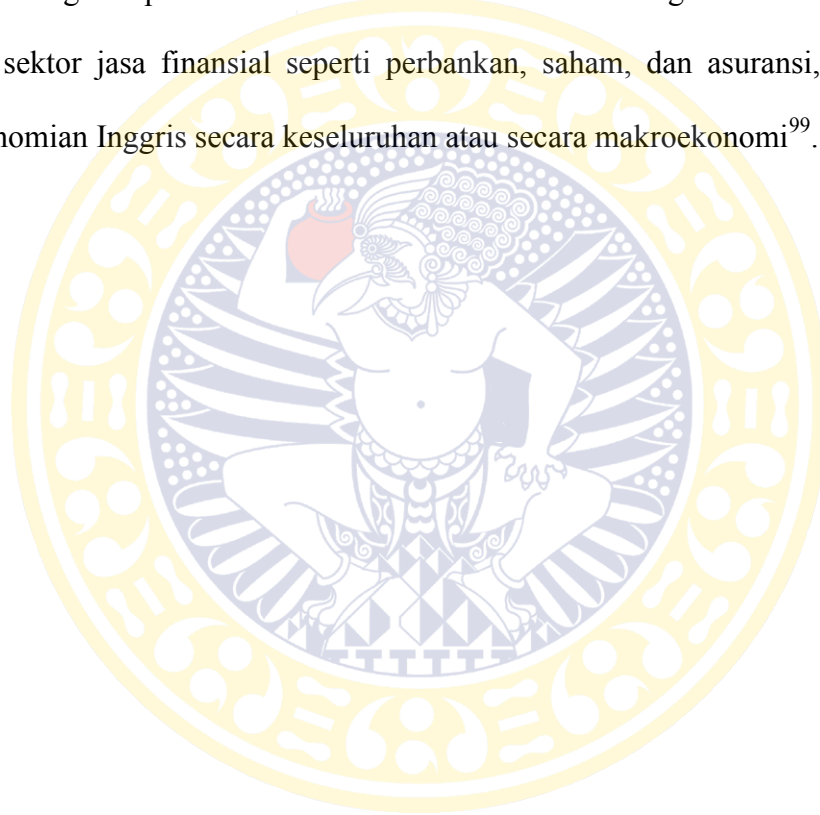 sektor jasa finansial seperti perbankan, saham, dan asuransi,
nomian Inggris secara keseluruhan atau secara makroekonomi⁹⁹.